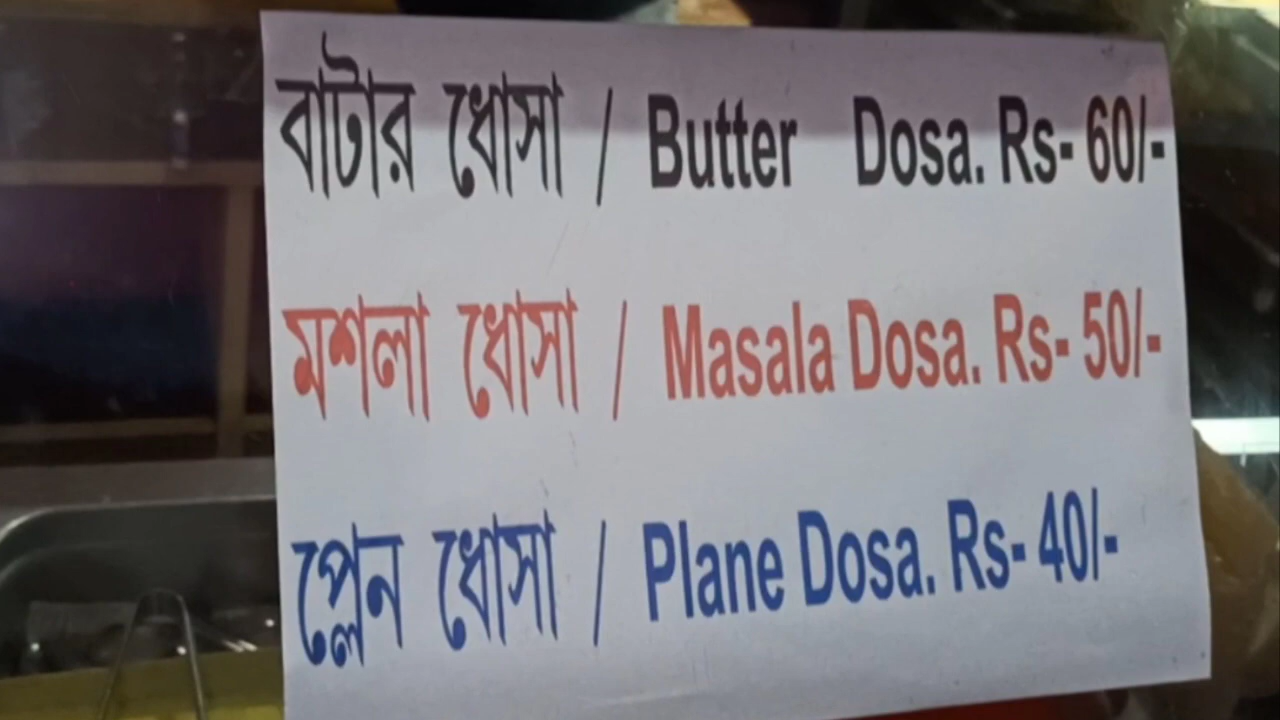 বাটার ধোসা / Butter Dosa. Rs- 60/-
মশলা ধোসা / Masala Dosa. Rs- 50/-
প্লেন ধোসা / Plane Dosa. Rs- 40/-